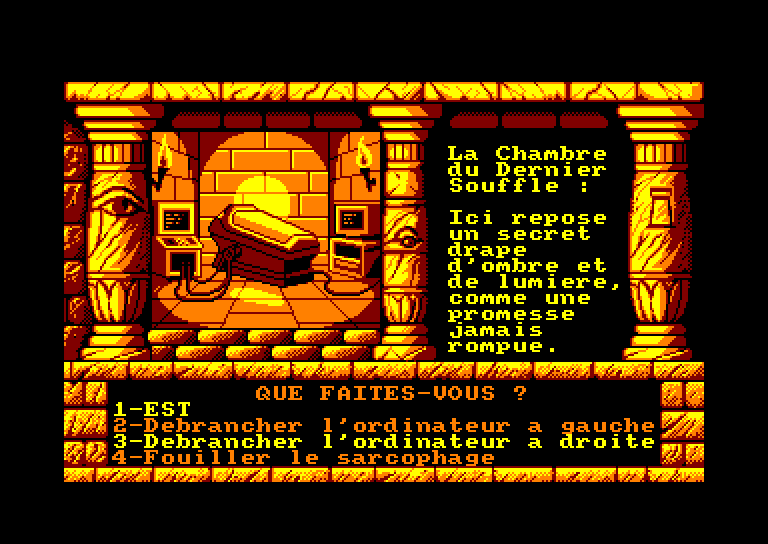 La Chambre
du Dernier
Souffle :
Ici repose
un secret
drape
d'ombre et
de lumiere,
comme une
promesse
jamais
rompue.
QUE FAITES-VOUS ?
1-EST
2-Debrancher l'ordinateur a gauche
3-Debrancher l'ordinateur a droite
4-Fouiller le sarcophage